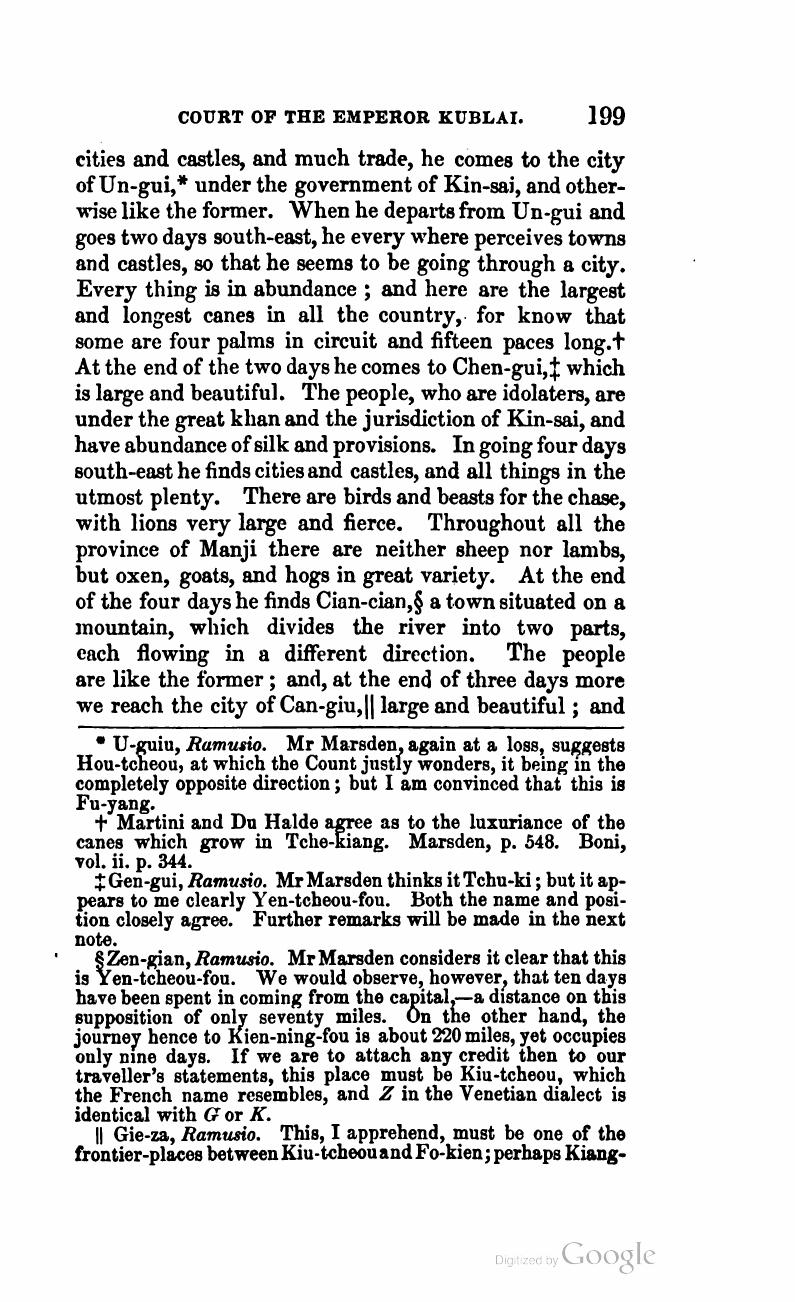 COURT OF THE EMPEROR KUBLAI. 199
cities and castles, and much trade, he comes to the city
of Un-gui,* under the government of Kin-sai, and other-
wise like the former. When he departs from Un-gui and
goes two days south-east, he every where perceives towns
and castles, so that he seems to be going through a city.
Every thing is in abundance ; and here are the largest
and longest canes in all the country, for know that
some are four palms in circuit and fifteen paces long.†
At the end of the two days he comes to Chen-gui,‡ which
is large and beautiful. The people, who are idolaters, are
under the great khan and the jurisdiction of Kin-sai, and
have abundance of silk and provisions. In going four days
south-east he finds cities and castles, and all things in the
utmost plenty. There are birds and beasts for the chase,
with lions very large and fierce. Throughout all the
province of Manji there are neither sheep nor lambs,
but oxen, goats, and hogs in great variety. At the end
of the four days he finds Cian-cian,§ a town situated on a
mountain, which divides the river into two parts,
each flowing in a different direction. The people
are like the former ; and, at the end of three days more
we reach the city of Can-giu,|| large and beautiful ; and
* U-guiu, Ramusio. Mr Marsden, again at a loss, suggests
Hou-tcheou, at which the Count justly wonders, it being in the
completely opposite direction ; but I am convinced that this is
Fu-yang.
† Martini and Du Halde agree as to the luxuriance of the
canes which grow in Tche-kiang. Marsden, p. 548. Boni,
vol. ii. p. 344.
‡ Gen-gui, Ramusio. Mr Marsden thinks it Tchu-ki ; but it ap-
pears to me clearly Yen-tcheou-fou. Both the name and posi-
tion closely agree. Further remarks will be made in the next
note.
§ Zen-gian, Ramusio. Mr Marsden considers it clear that this
is Yen-tcheou-fou. We would observe, however, that ten days
have been spent in coming from the capital,—a distance on this
supposition of only seventy miles. On the other hand, the
journey hence to Kien-ning-fou is about 220 miles, yet occupies
only nine days. If we are to attach any credit then to our
traveller's statements, this place must be Kiu-tcheou, which
the French name resembles, and Z in the Venetian dialect is
identical with G or K.
|| Gie-za, Ramusio. This, I apprehend, must be one of the
frontier-places between Kiu-tcheou and Fo-kien ; perhaps Kiang-
Digitized by Google